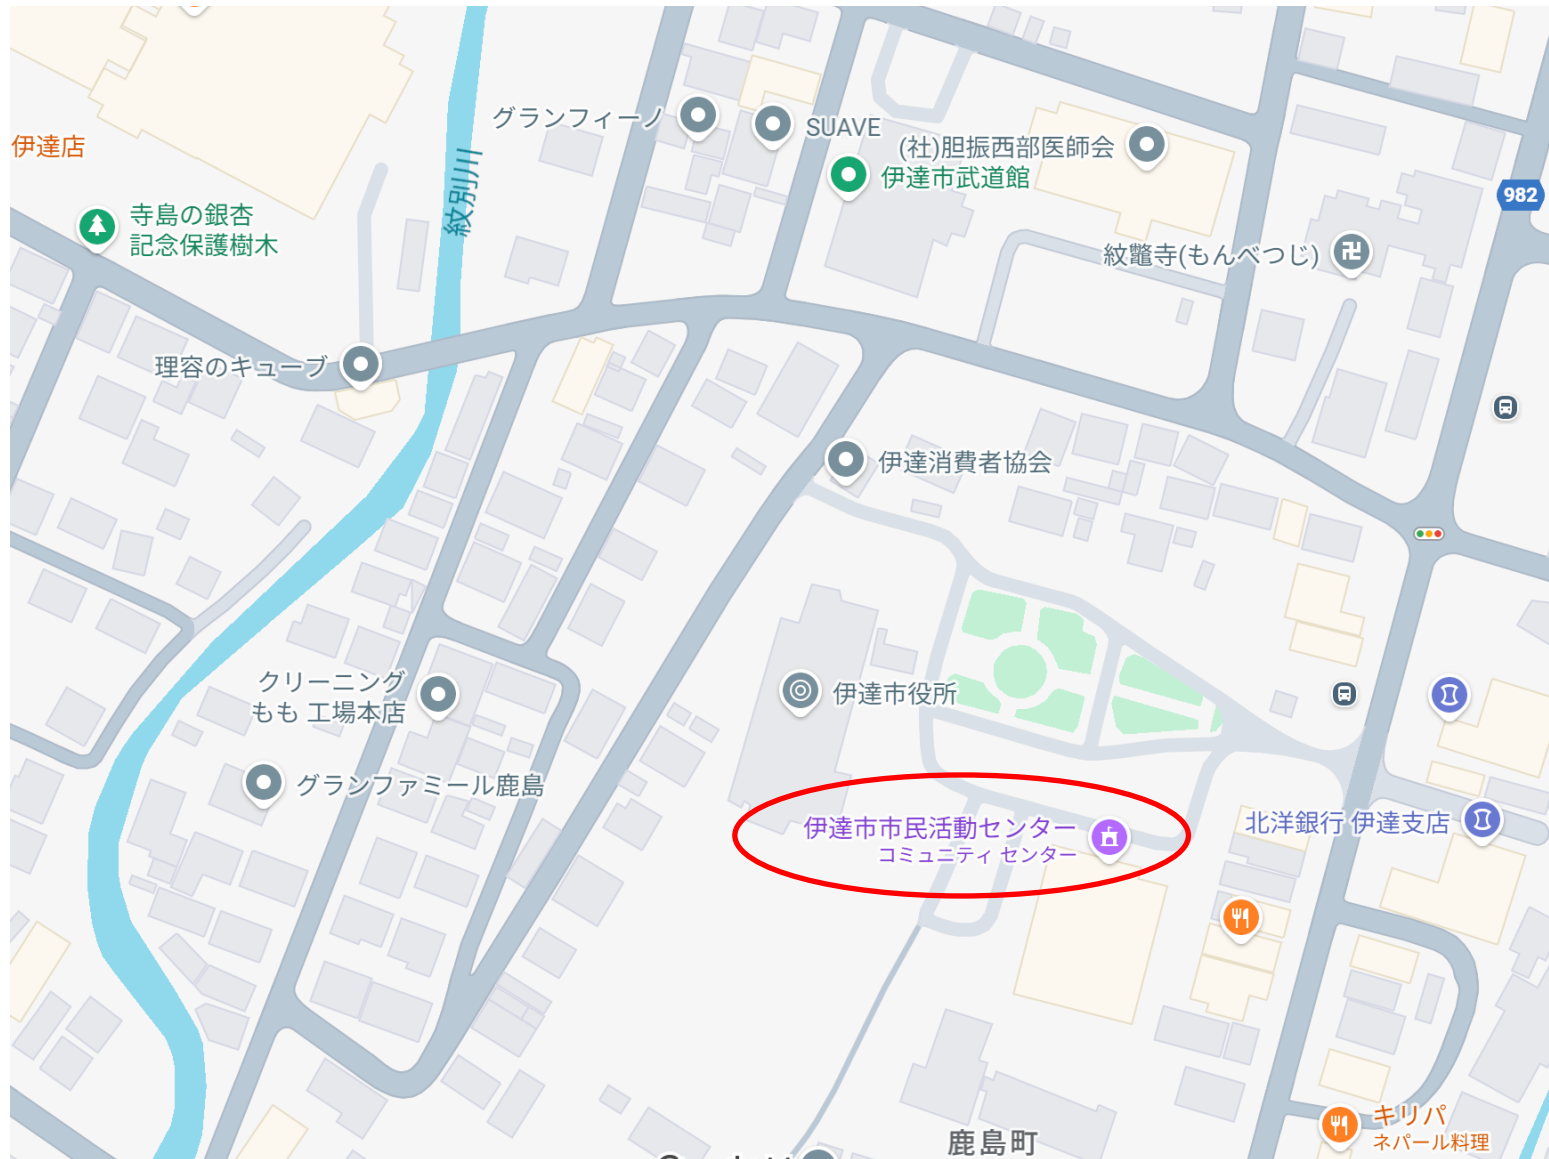 グランフィーノ
SUAVE
(社)胆振西部医師会
伊達市武道館
伊達店
紋別川
982
寺島の銀杏
記念保護樹木
紋鼈寺(もんべつじ)
理容のキューブ
伊達消費者協会
クリーニング
もも 工場本店
伊達市役所
グランファミール鹿島
伊達市市民活動センター
コミュニティ センター
北洋銀行 伊達支店
キリパ
ネパール料理
鹿島町